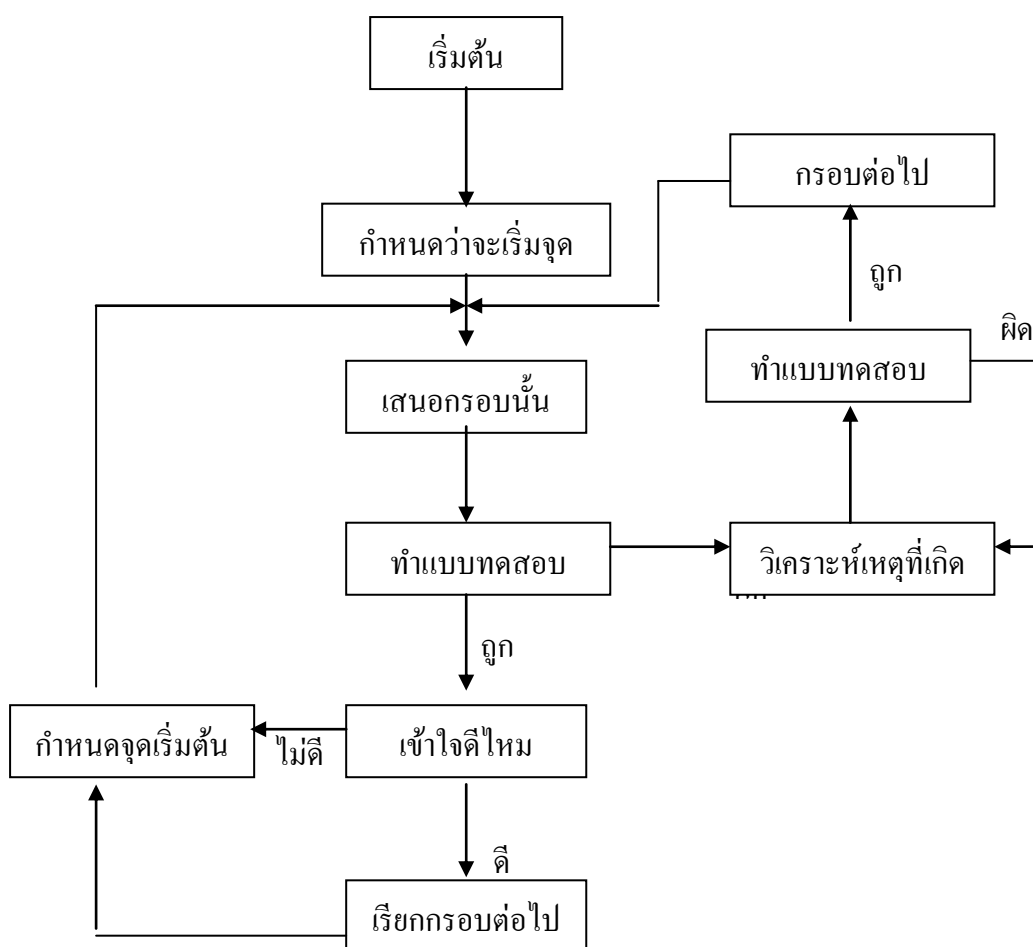 เริ่มต้น
กรอบต่อไป
กำหนดว่าจะเริ่มจุด
ถูก
ผิด
ทำแบบทดสอบ
เสนอกรอบนั้น
ทำแบบทดสอบ
วิเคราะห์เหตุที่เกิด
ถูก
กำหนดจุดเริ่มต้น
ไม่ดี
เข้าใจดีไหม
ดี
เรียกกรอบต่อไป